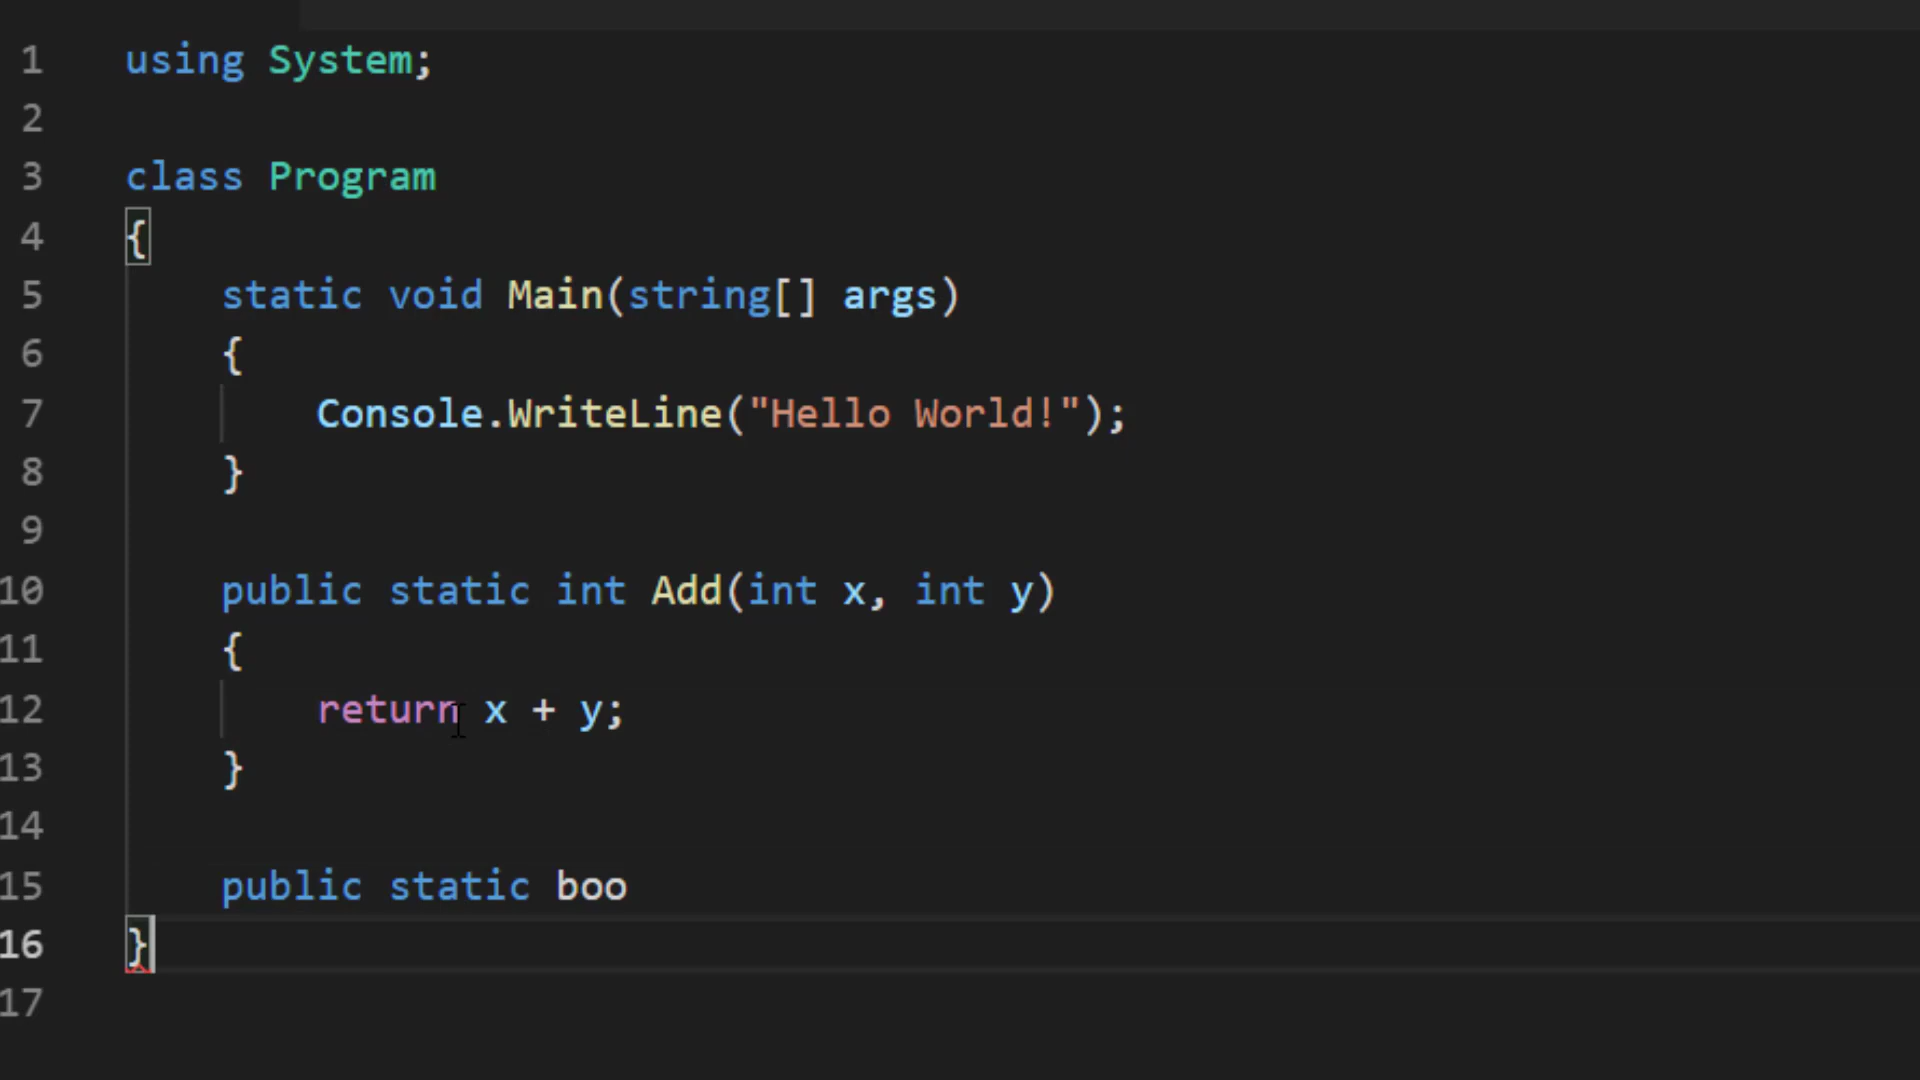 1 using System;
2
3 class Program
4 {
5 static void Main(string[] args)
6 {
7 Console.WriteLine("Hello World!");
8 }
9
10 public static int Add(int x, int y)
11 {
12 return x + y;
13 }
14
15 public static boo
16 }
17